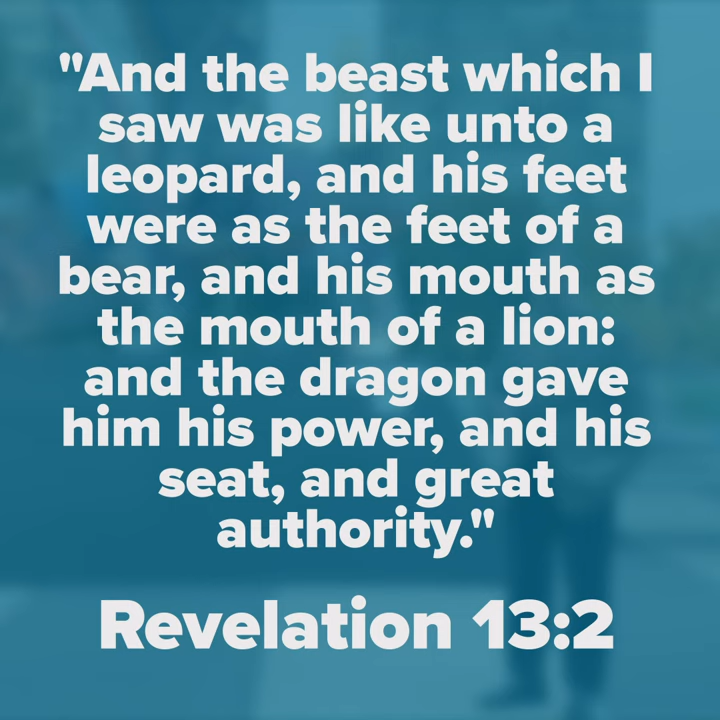 "And the beast which I
saw was like unto a
leopard, and his feet
were as the feet of a
bear, and his mouth as
the mouth of a lion:
and the dragon gave
him his power, and his
seat, and great
authority."
Revelation 13:2